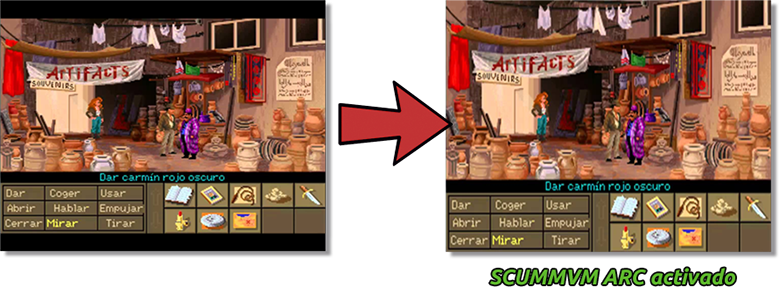 ARTIFACTS
SOUVENIRS
Dar carmín rojo oscuro
Dar Coger Usar
Abrir Hablar Empujar
Cerrar Mirar Tirar
ARTIFACTS
SOUVENIRS
Dar carmín rojo oscuro
Dar Coger Usar
Abrir Hablar Empujar
Cerrar Mirar Tirar
SCUMMVM ARC activado